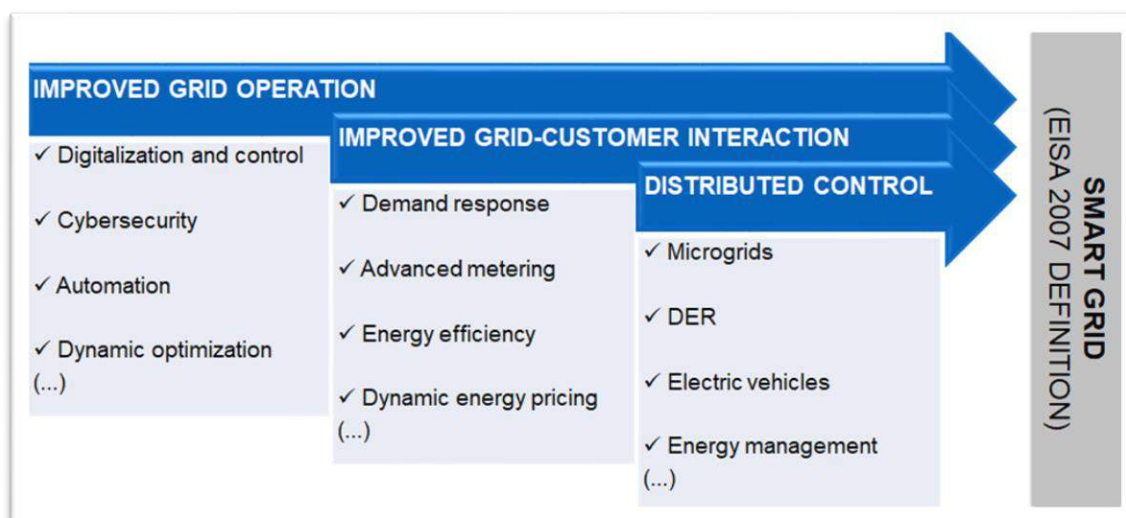 IMPROVED GRID OPERATION
✓ Digitalization and control
✓ Cybersecurity
✓ Automation
✓ Dynamic optimization
(...)
IMPROVED GRID-CUSTOMER INTERACTION
✓ Demand response
✓ Advanced metering
✓ Energy efficiency
✓ Dynamic energy pricing
(...)
DISTRIBUTED CONTROL
✓ Microgrids
✓ DER
✓ Electric vehicles
✓ Energy management
(...)
SMART GRID
(EISA 2007 DEFINITION)